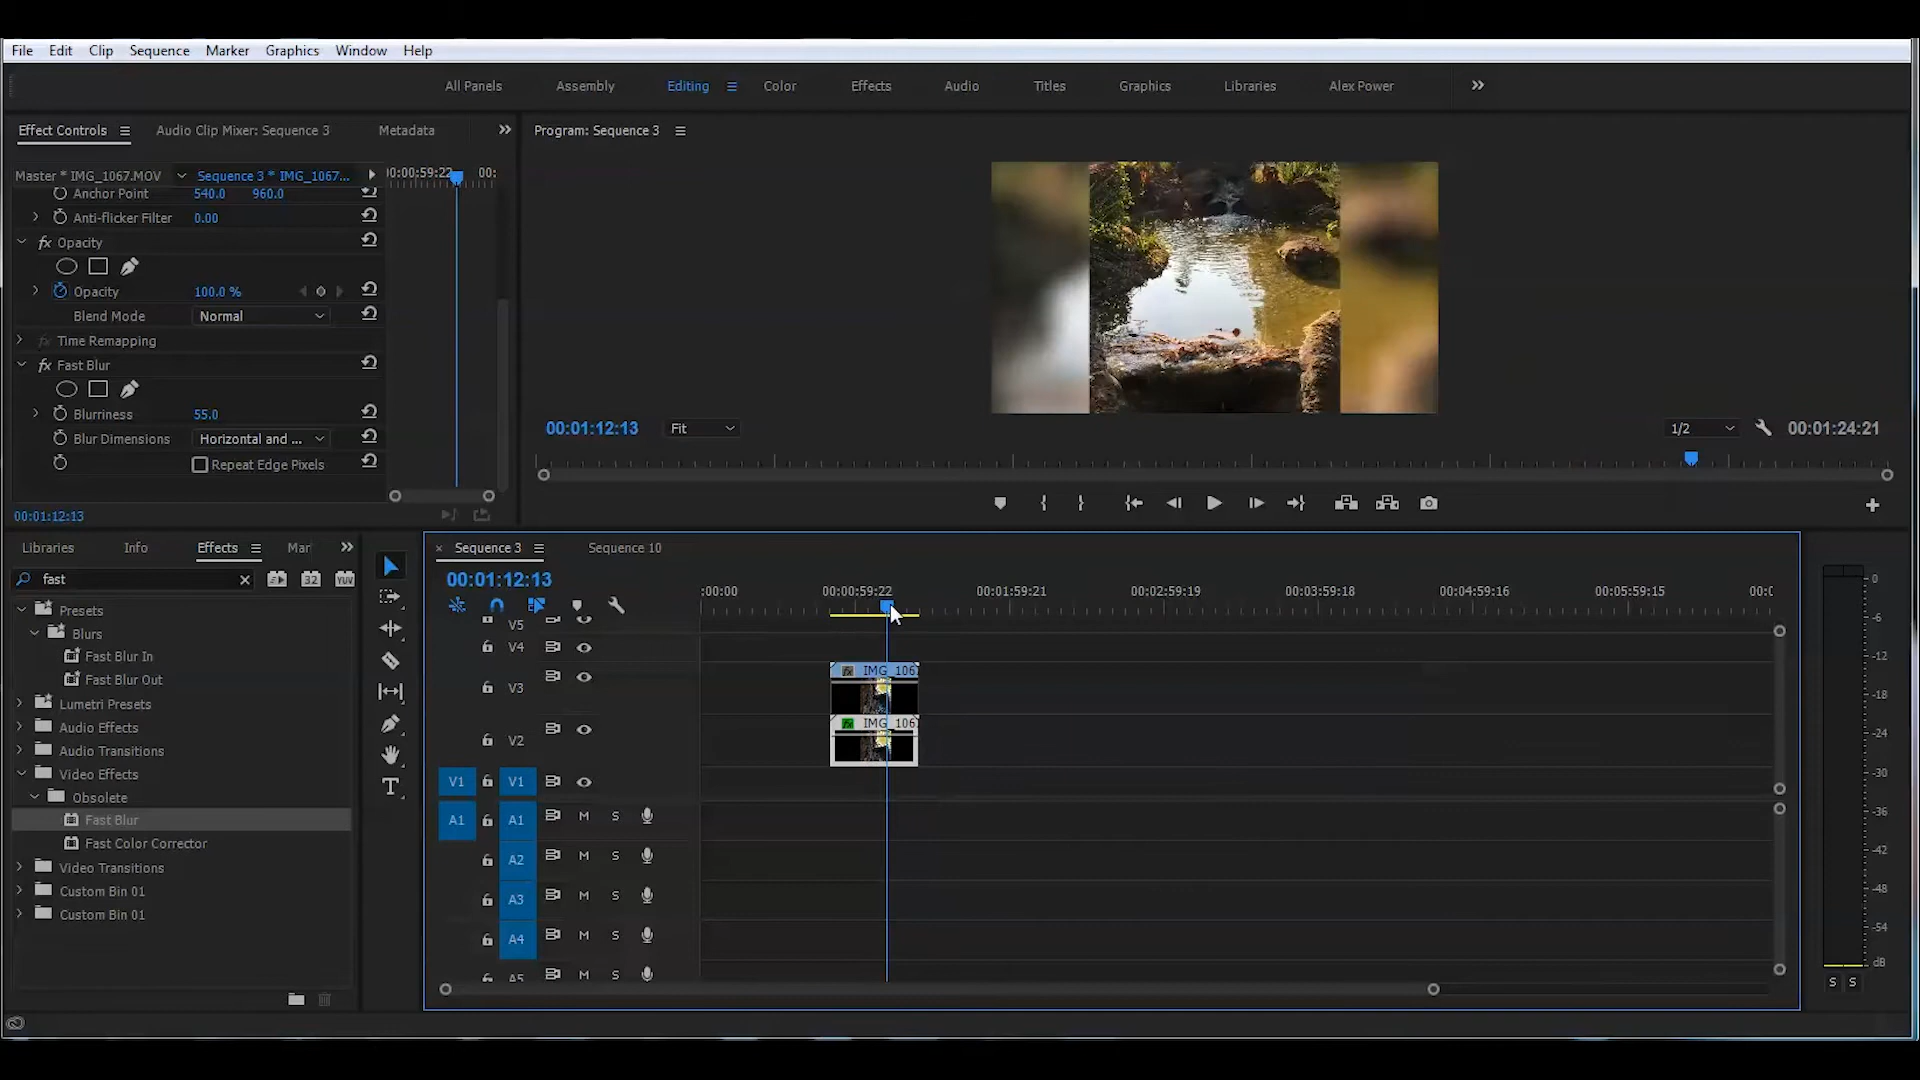 File Edit Clip Sequence Marker Graphics Window Help
All Panels Assembly Editing Color Effects Audio Titles Graphics Libraries Alex Power
Effect Controls Audio Clip Mixer: Sequence 3 Metadata
Program: Sequence 3
Master * IMG_1067.MOV Sequence 3 * IMG_1067... 0:00:59:22 00:
Anchor Point 540.0 960.0
Anti-flicker Filter 0.00
fx Opacity
Opacity 100.0 %
Blend Mode Normal
fx Time Remapping
fx Fast Blur
Blurriness 55.0
Blur Dimensions Horizontal and ...
Repeat Edge Pixels
00:01:12:13
00:01:12:13 Fit 1/2 00:01:24:21
Libraries Info Effects Mar
fast 32 YUV
Presets
Blurs
Fast Blur In
Fast Blur Out
Lumetri Presets
Audio Effects
Audio Transitions
Video Effects
Obsolete
Fast Blur
Fast Color Corrector
Video Transitions
Custom Bin 01
Custom Bin 01
T
× Sequence 3 Sequence 10
00:01:12:13
:00:00 00:00:59:22 00:01:59:21 00:02:59:19 00:03:59:18 00:04:59:16 00:05:59:15 00:0
V5
V4
V3 fx IMG_106
V2 fx IMG_106
V1 V1
A1 A1 M S
A2 M S
A3 M S
A4 M S
A5 M S
0
-6
-12
-18
-24
-30
-36
-42
-48
-54
dB
S S